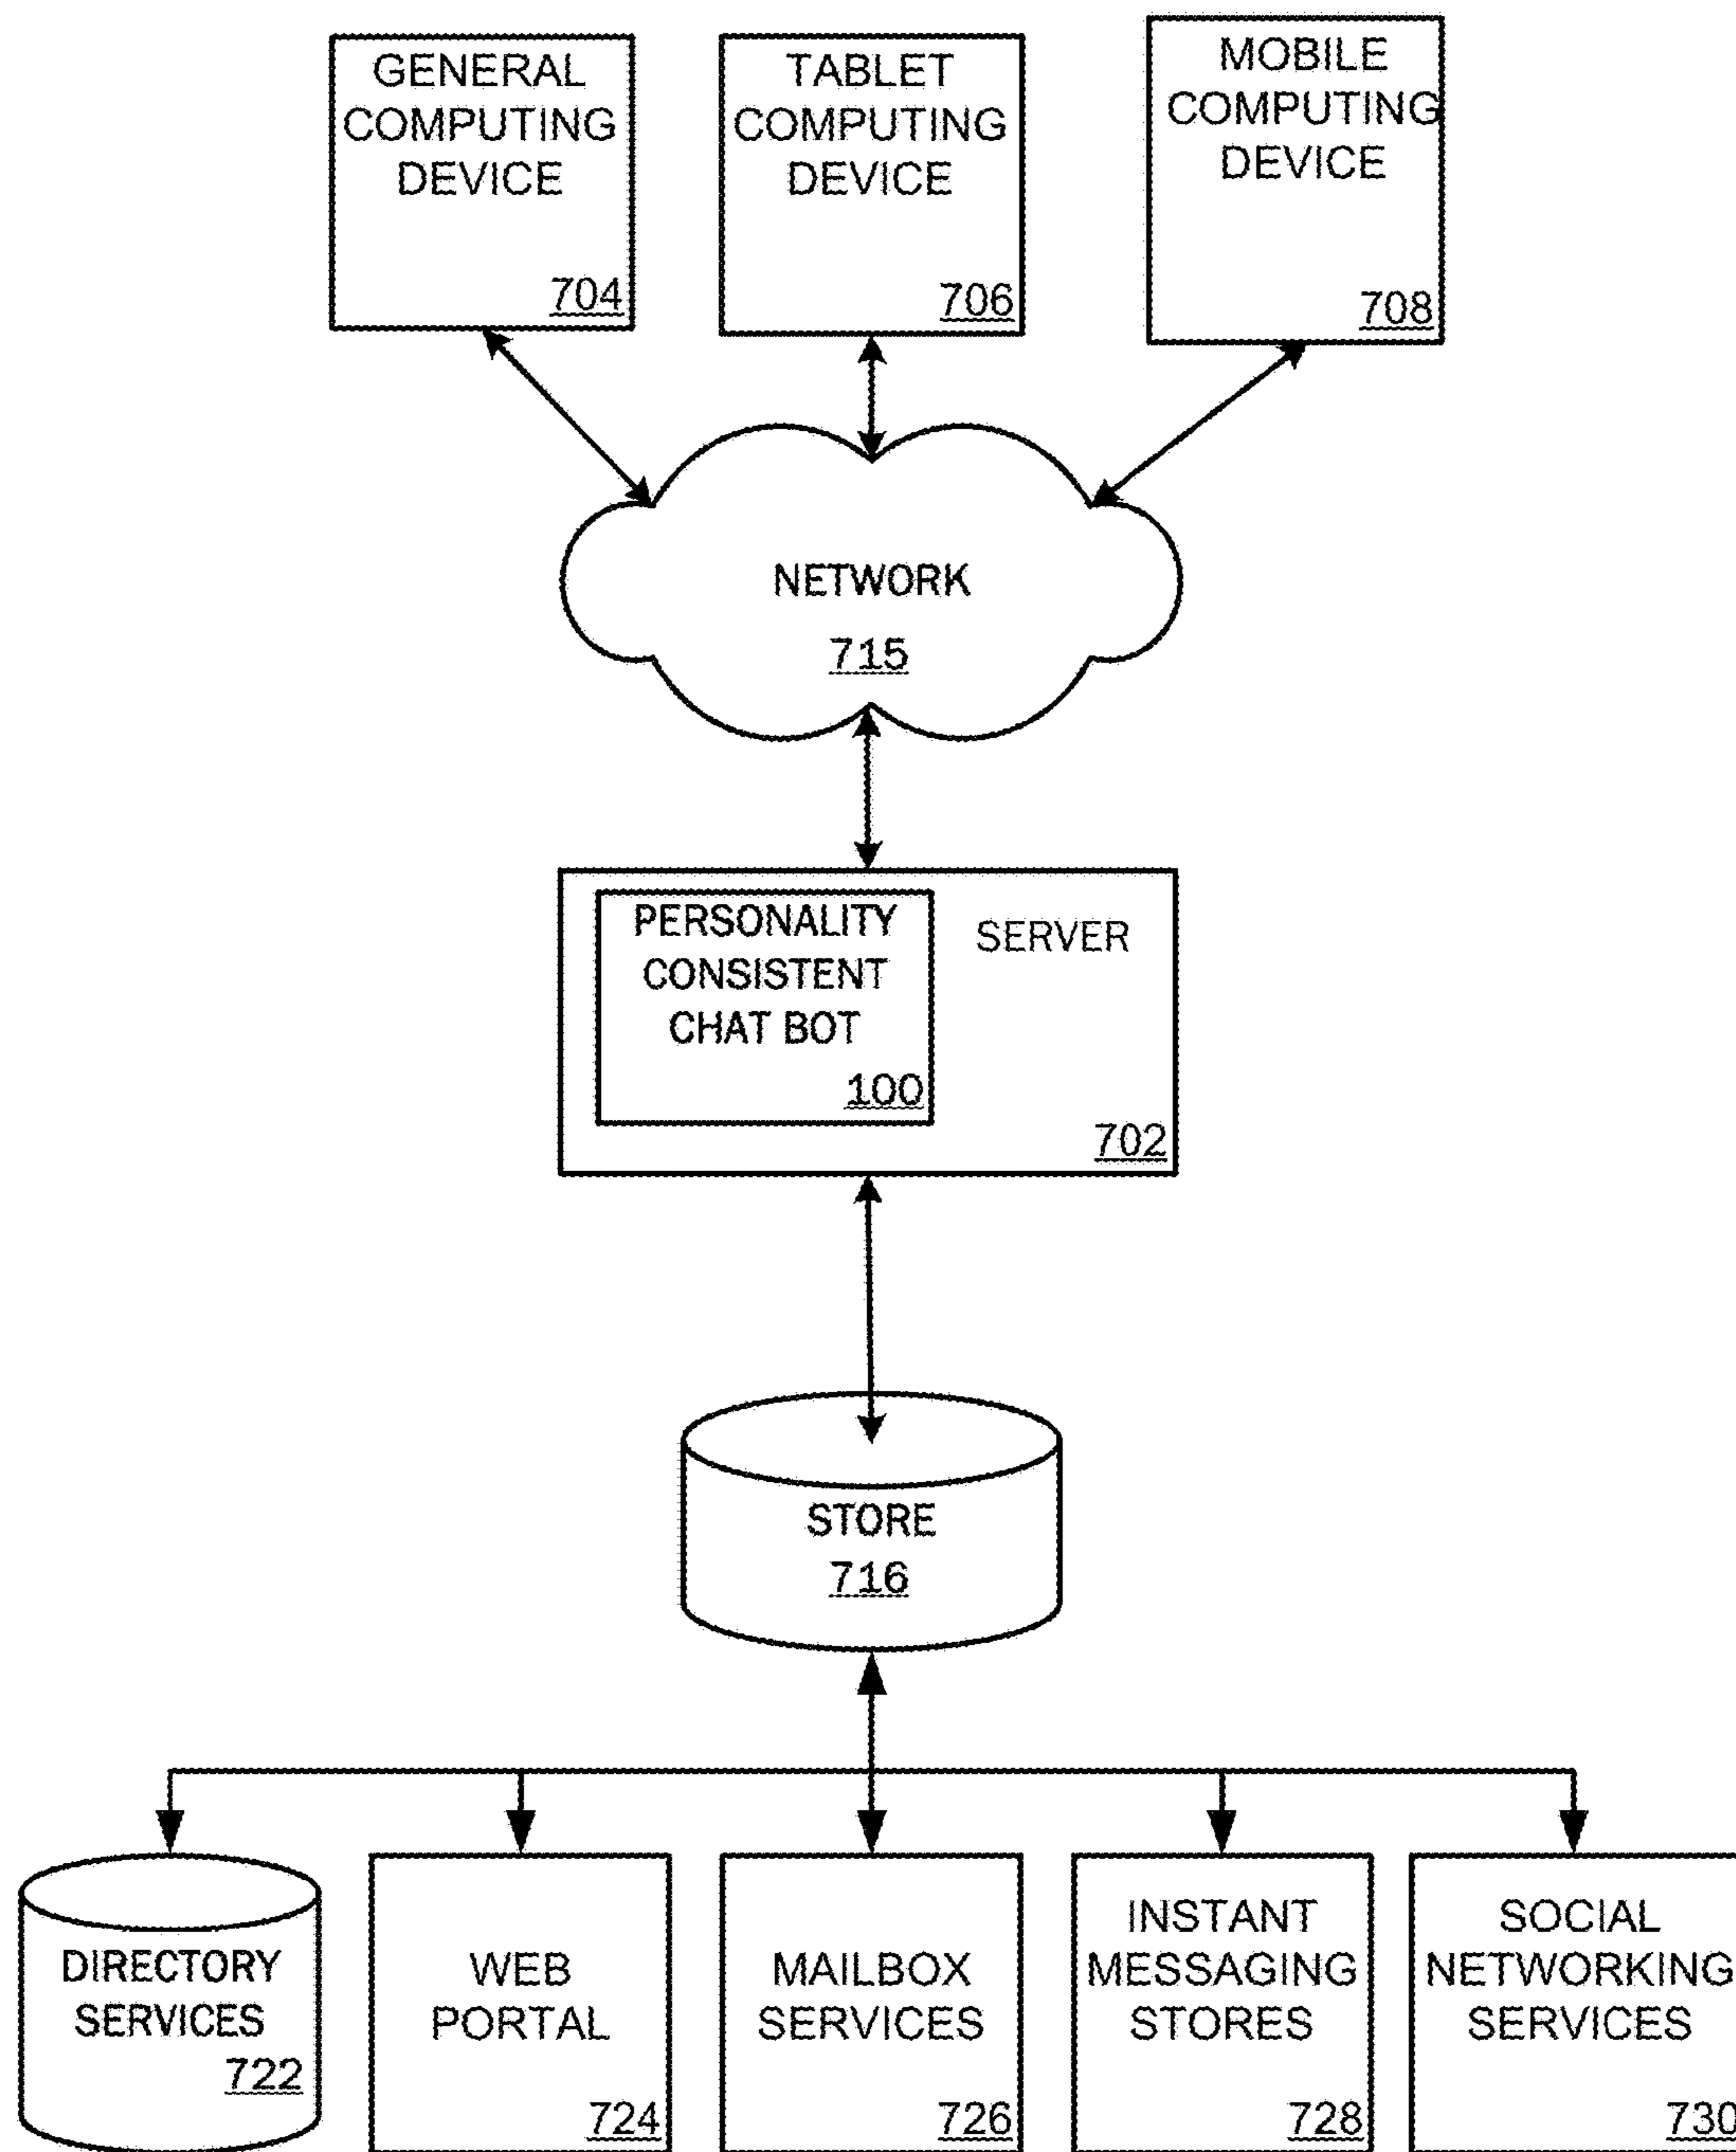 GENERAL
COMPUTING
DEVICE
704
TABLET
COMPUTING
DEVICE
706
MOBILE
COMPUTING
DEVICE
708
NETWORK
715
PERSONALITY
CONSISTENT
CHAT BOT
100
SERVER
702
STORE
716
DIRECTORY
SERVICES
722
WEB
PORTAL
724
MAILBOX
SERVICES
726
INSTANT
MESSAGING
STORES
728
SOCIAL
NETWORKING
SERVICES
730